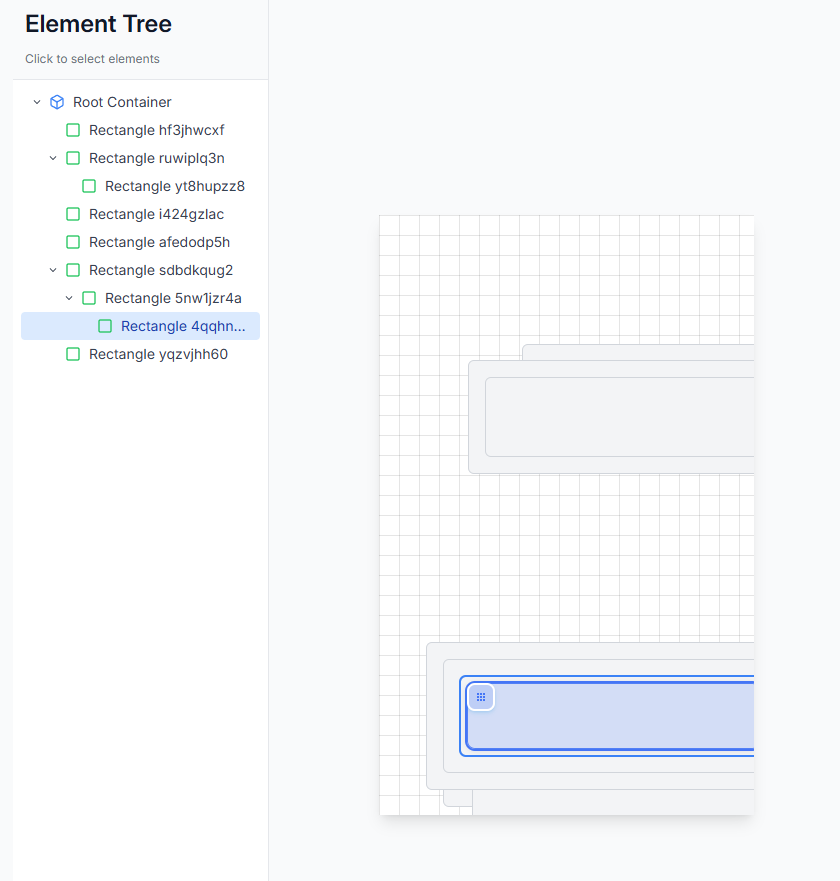 Element Tree
Click to select elements
Root Container
Rectangle hf3jhwcxf
Rectangle ruwiplq3n
Rectangle yt8hupzz8
Rectangle i424gzlac
Rectangle afedodp5h
Rectangle sdbdkqug2
Rectangle 5nw1jzr4a
Rectangle 4qqhn...
Rectangle yqzvjhh60